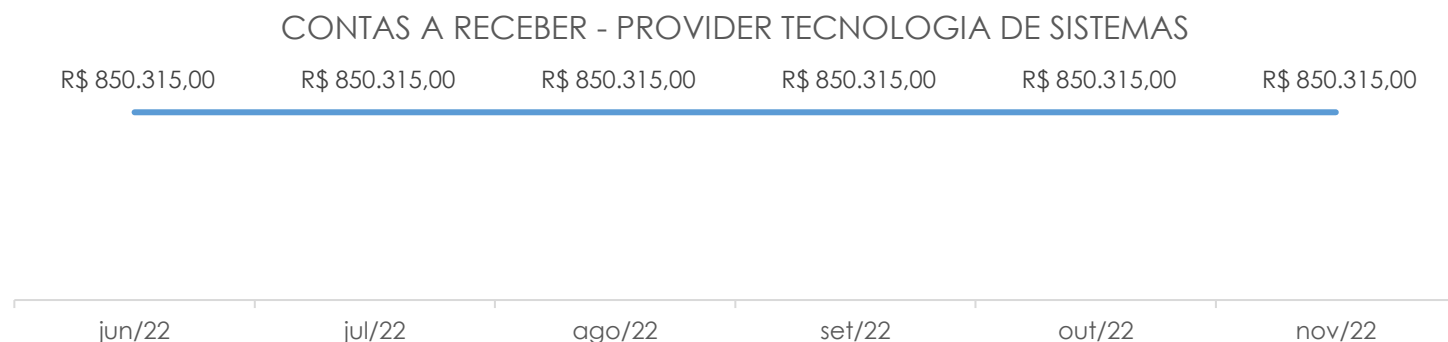 CONTAS A RECEBER - PROVIDER TECNOLOGIA DE SISTEMAS
R$ 850.315,00 R$ 850.315,00 R$ 850.315,00 R$ 850.315,00 R$ 850.315,00 R$ 850.315,00
jun/22 jul/22 ago/22 set/22 out/22 nov/22